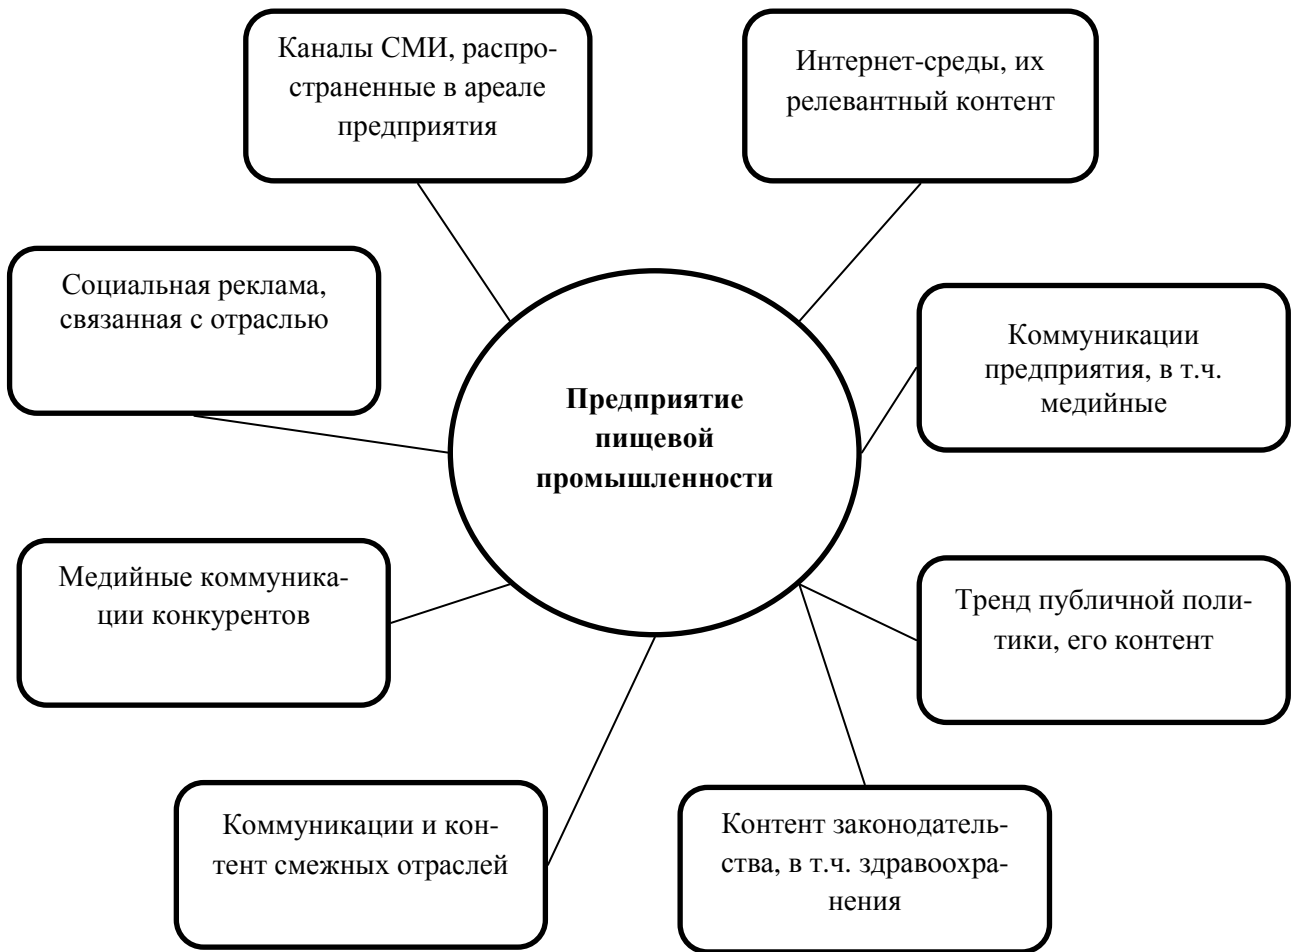 Каналы СМИ, распро-
страненные в ареале
предприятия
Интернет-среды, их
релевантный контент
Социальная реклама,
связанная с отраслью
Коммуникации
предприятия, в т.ч.
медийные
Предприятие
пищевой
промышленности
Медийные коммуника-
ции конкурентов
Тренд публичной поли-
тики, его контент
Коммуникации и кон-
тент смежных отраслей
Контент законодатель-
ства, в т.ч. здравоохра-
нения